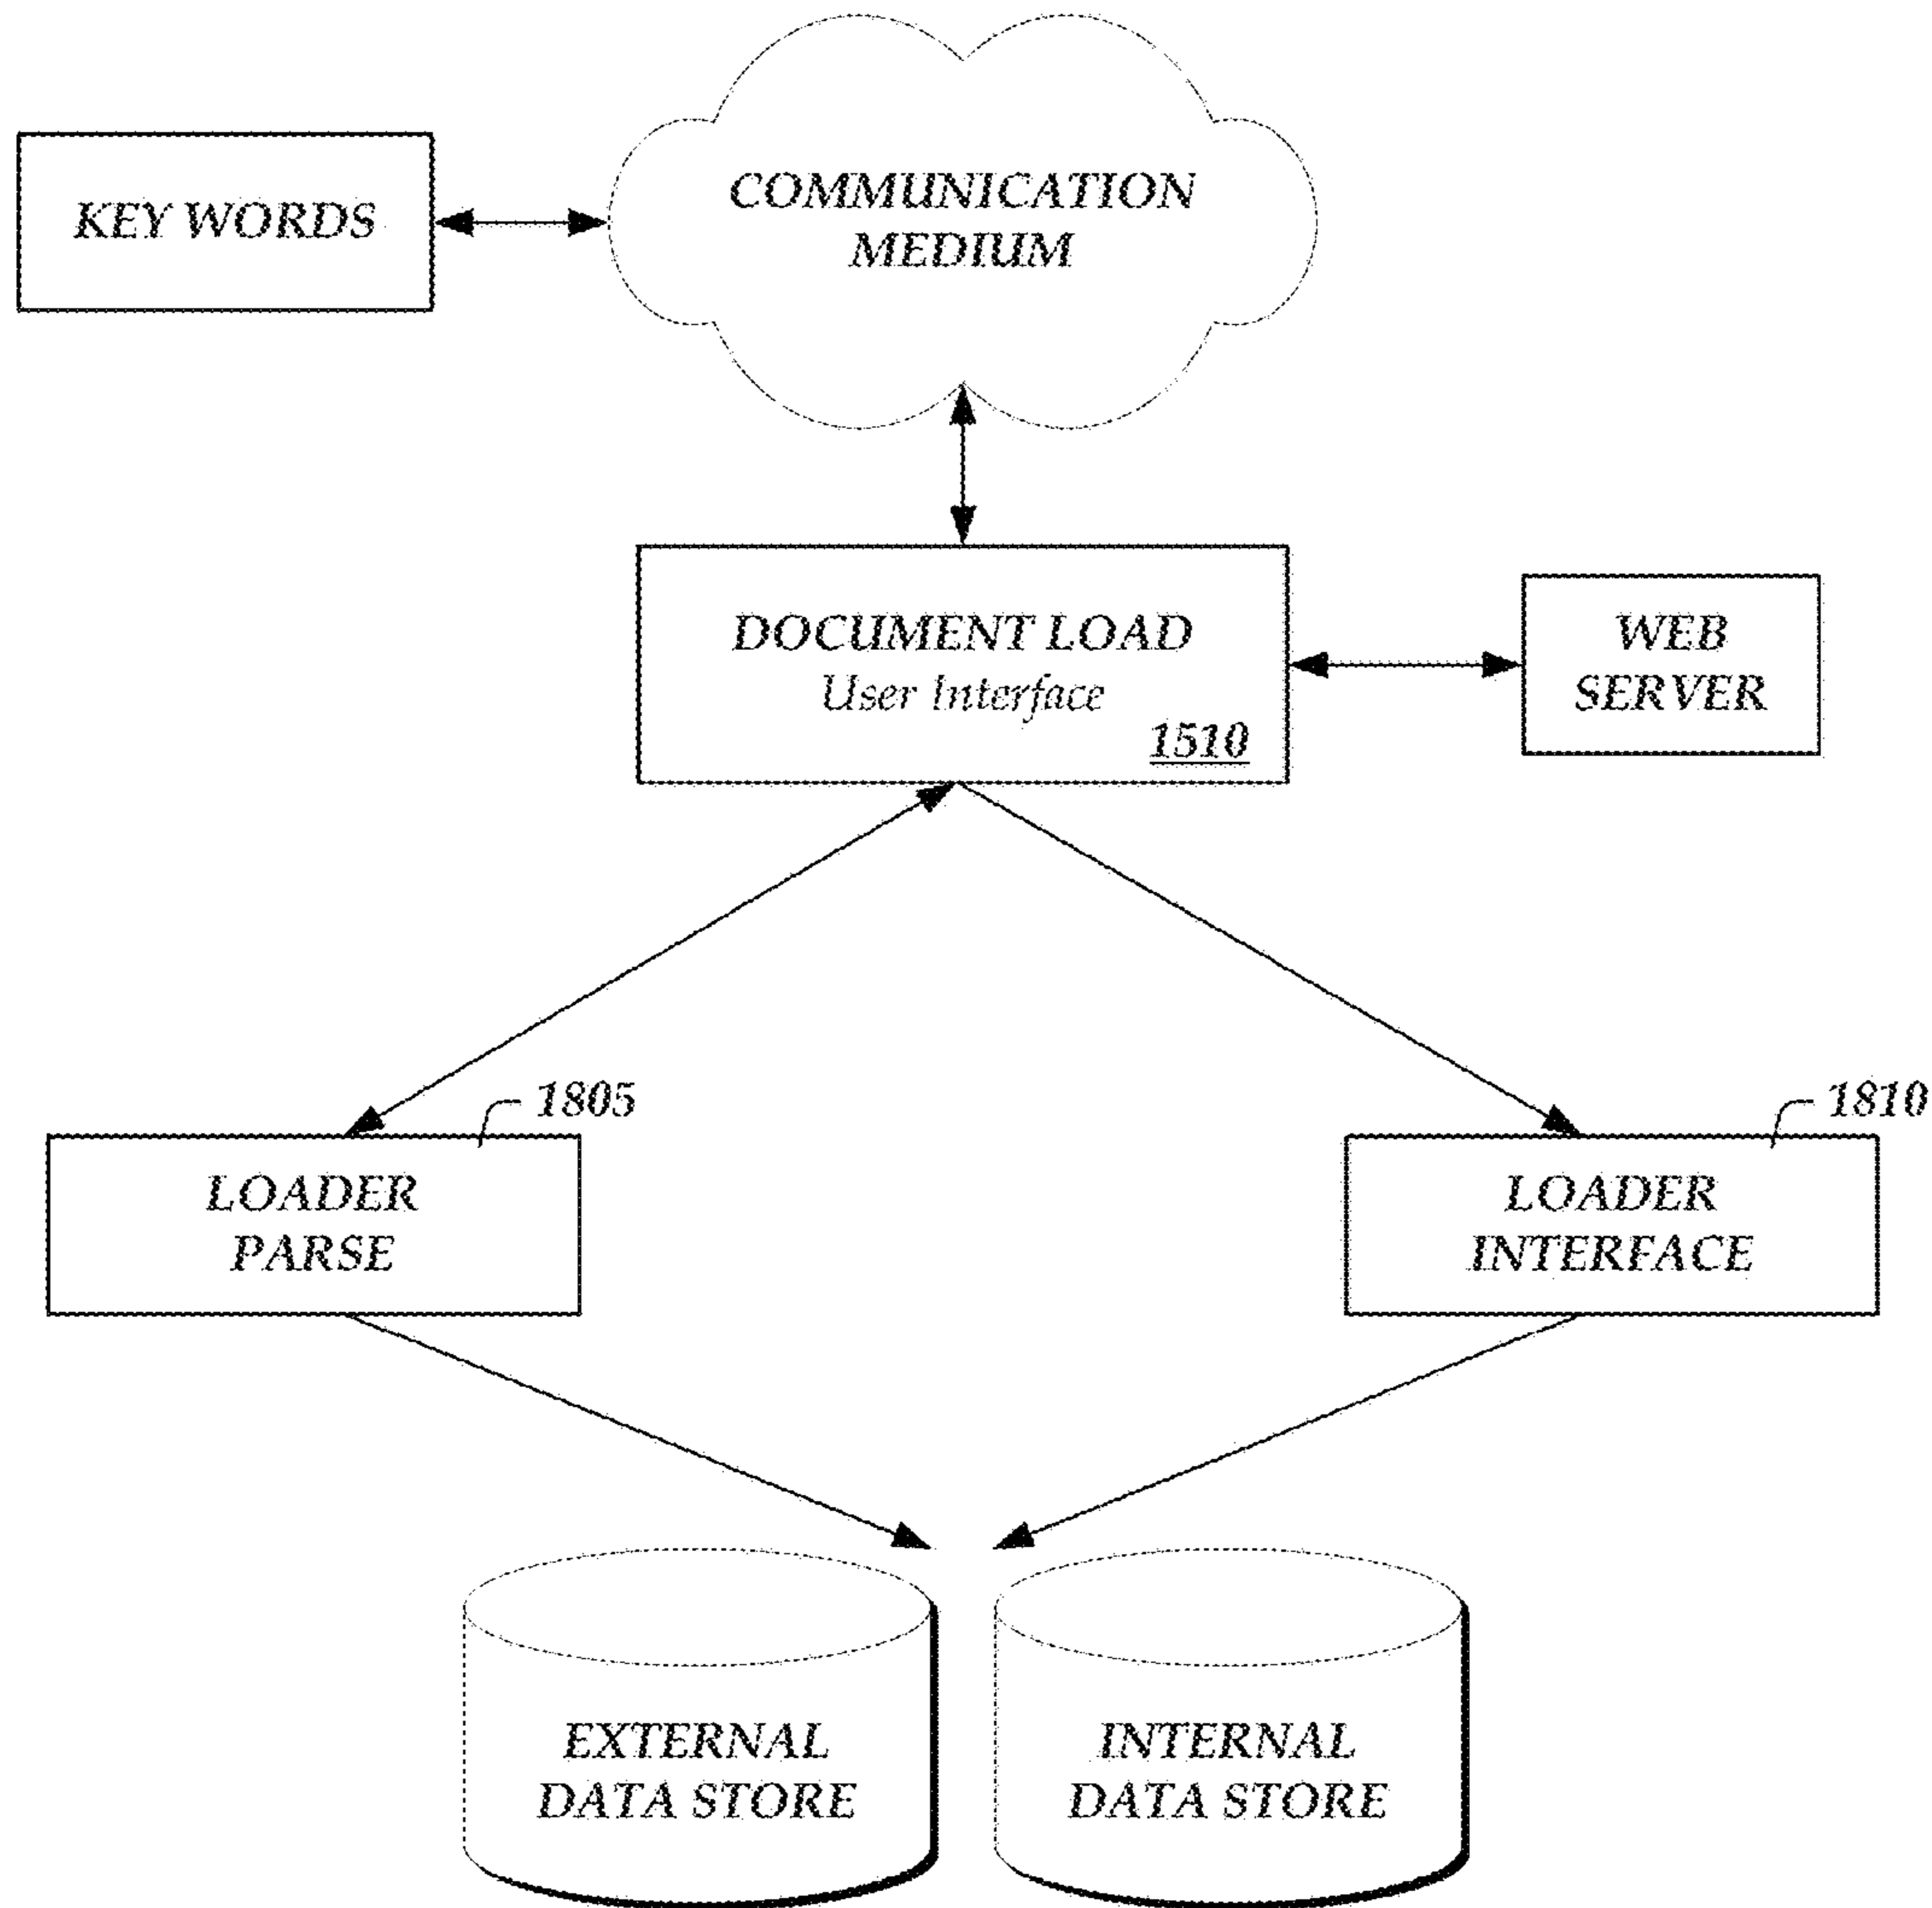 COMMUNICATION
MEDIUM
KEY WORDS
DOCUMENT LOAD
User Interface
1510
WEB
SERVER
1805
LOADER
PARSE
1810
LOADER
INTERFACE
EXTERNAL
DATA STORE
INTERNAL
DATA STORE